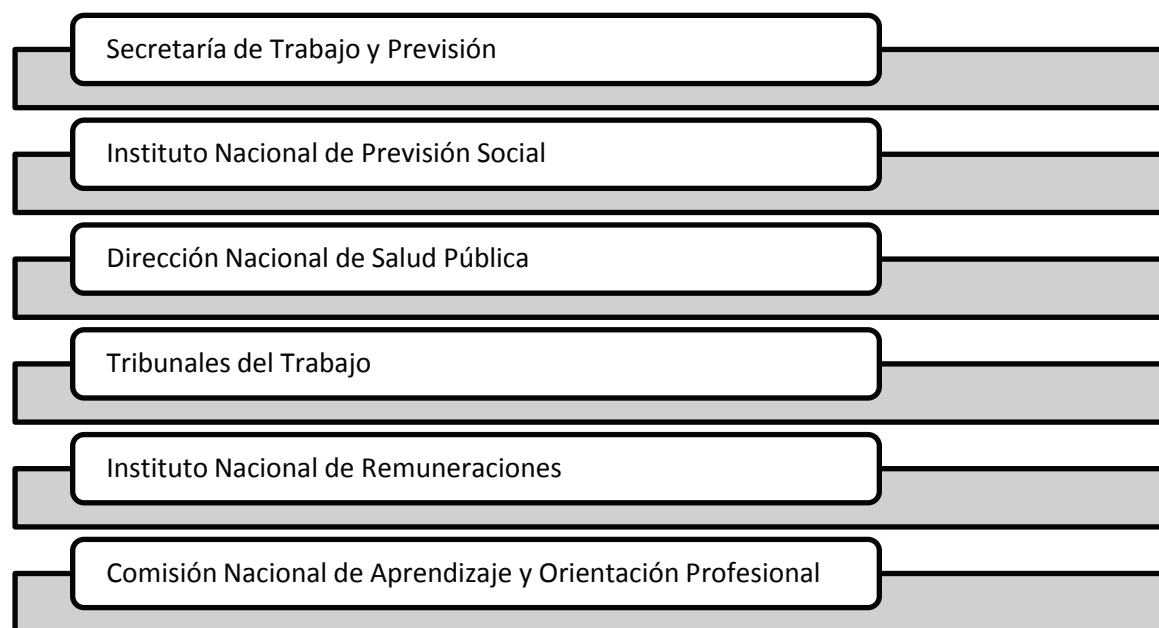 Secretaría de Trabajo y Previsión
Instituto Nacional de Previsión Social
Dirección Nacional de Salud Pública
Tribunales del Trabajo
Instituto Nacional de Remuneraciones
Comisión Nacional de Aprendizaje y Orientación Profesional